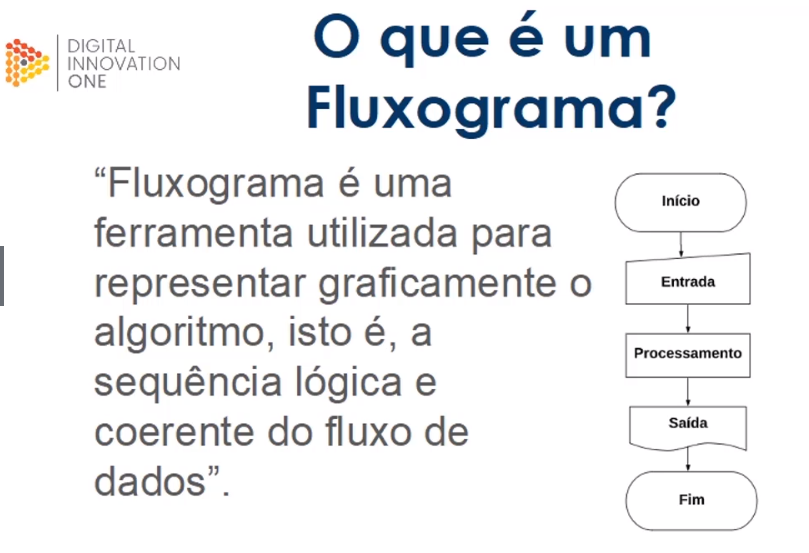 DIGITAL
INNOVATION
ONE
O que é um
Fluxograma?
“Fluxograma é uma
ferramenta utilizada para
representar graficamente o
algoritmo, isto é, a
sequência lógica e
coerente do fluxo de
dados”.
Início
Entrada
Processamento
Saída
Fim